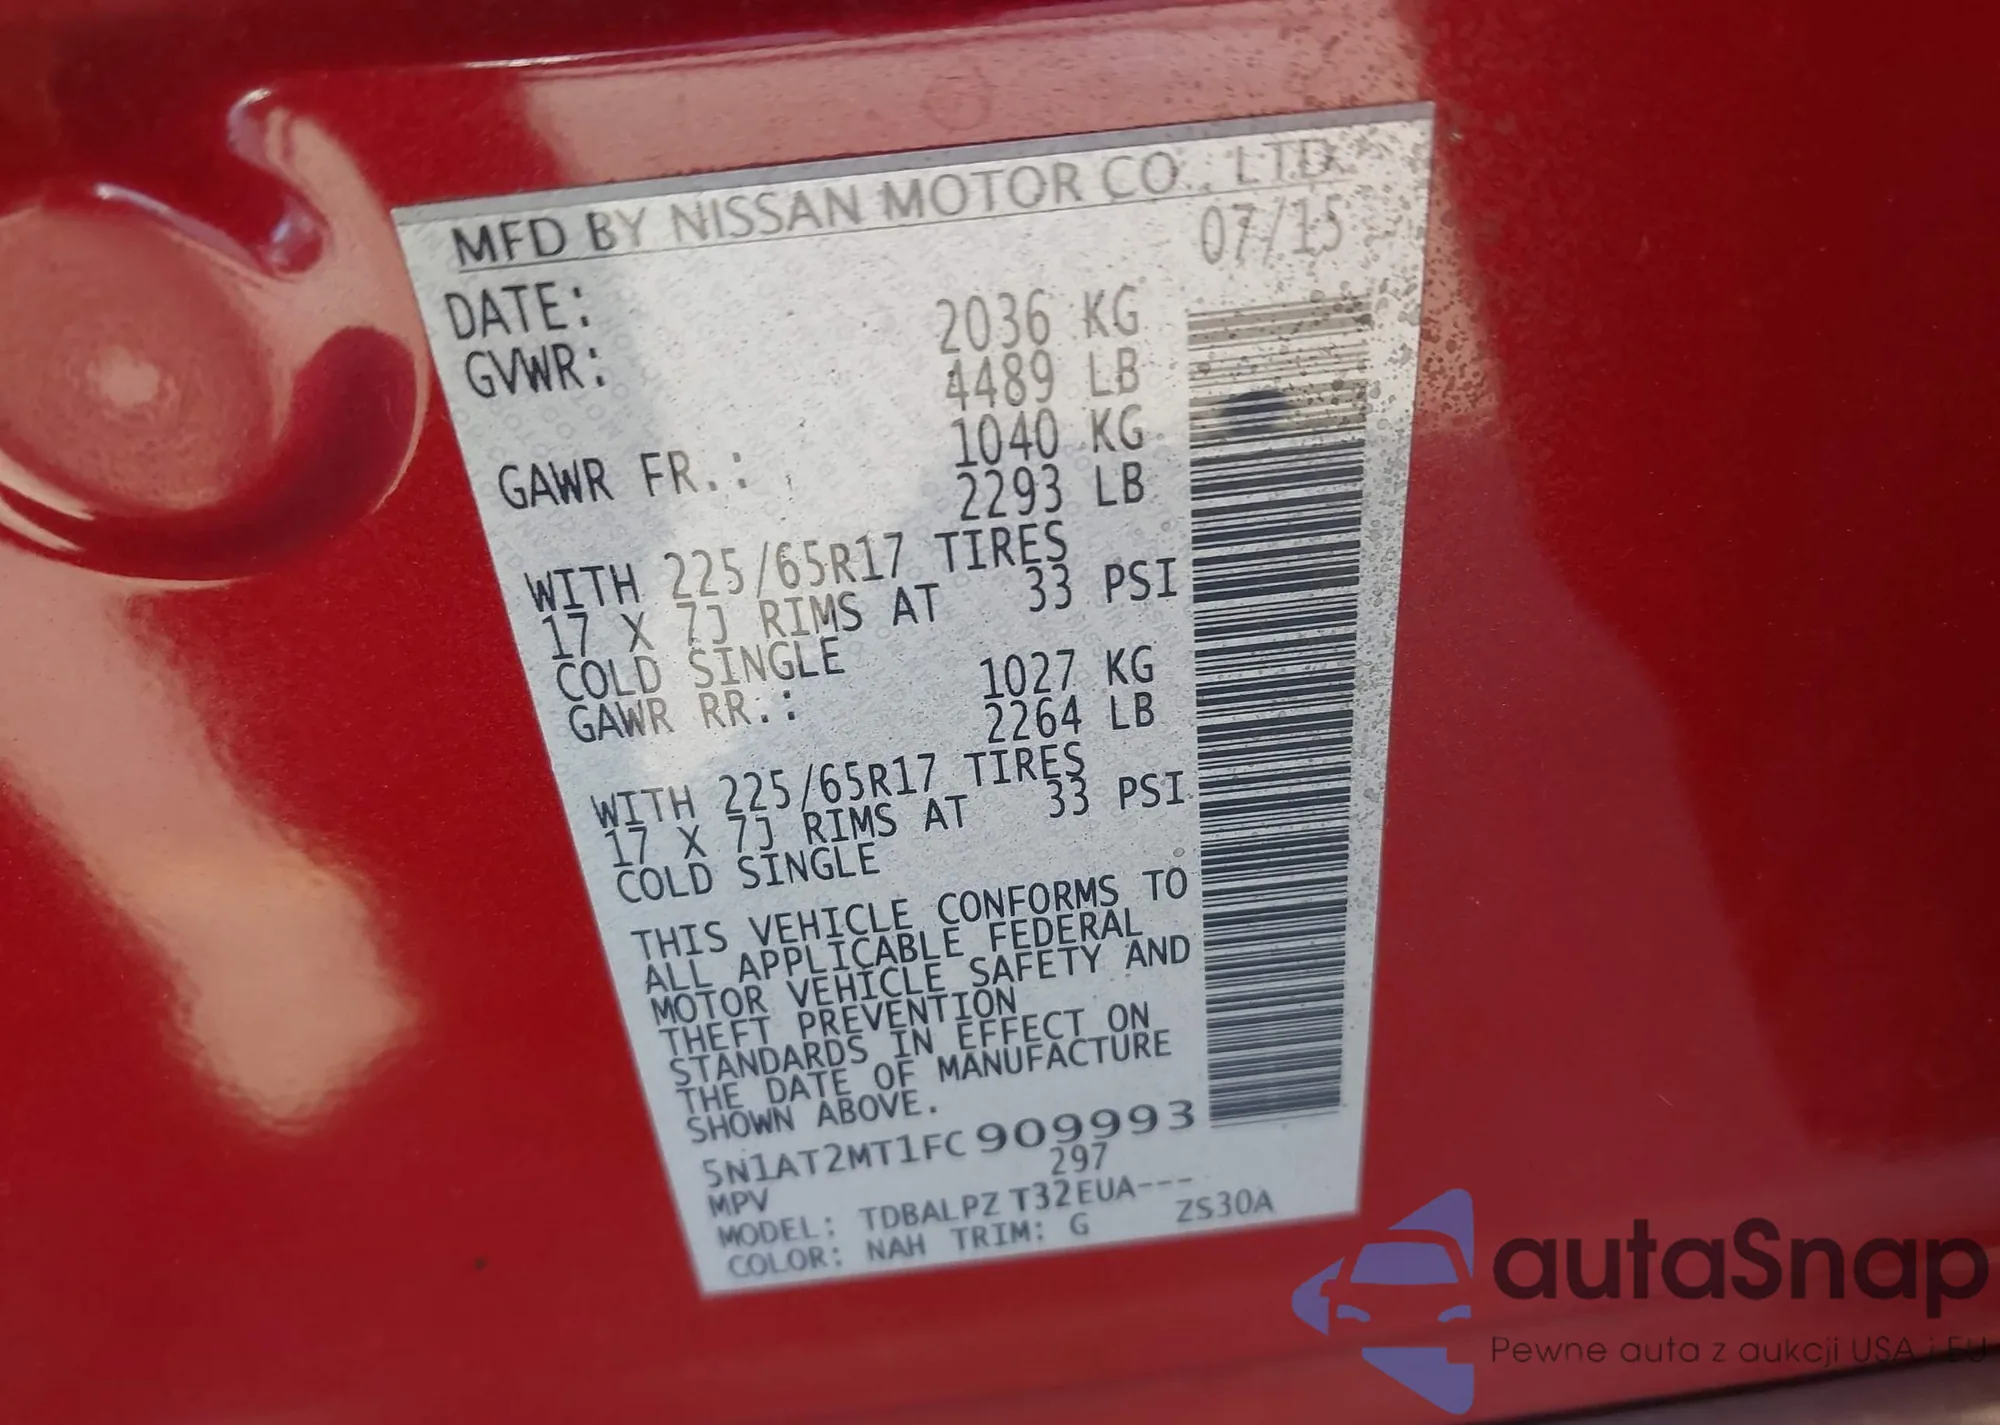 MFD BY NISSAN MOTOR CO., LTD.
DATE: 07/15
GVWR: 2036 KG
4489 LB
GAWR FR.: 1040 KG
2293 LB
WITH 225/65R17 TIRES
17 X 7J RIMS AT 33 PSI
COLD SINGLE
GAWR RR.: 1027 KG
2264 LB
WITH 225/65R17 TIRES
17 X 7J RIMS AT 33 PSI
COLD SINGLE
THIS VEHICLE CONFORMS TO
ALL APPLICABLE FEDERAL
MOTOR VEHICLE SAFETY AND
THEFT PREVENTION
STANDARDS IN EFFECT ON
THE DATE OF MANUFACTURE
SHOWN ABOVE.
5N1AT2MT1FC909993
MPV 297
MODEL: TDBALPZ T32EUA---
COLOR: NAH TRIM: G ZS30A
autaSnap
Pewne auta z aukcji USA i EU